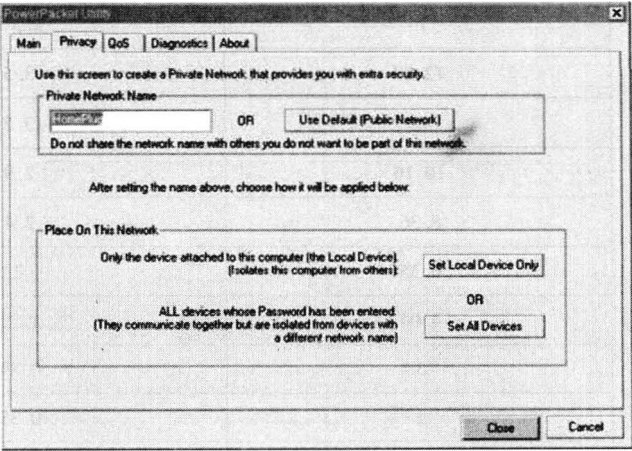 PowerPacket Utility
Main Privacy QoS Diagnostics About
Use this screen to create a Private Network that provides you with extra security.
Private Network Name
HomePlug OR Use Default (Public Network)
Do not share the network name with others you do not want to be part of this network.
After setting the name above, choose how it will be applied below:
Place On This Network
Only the device attached to this computer (the Local Device).
(Isolates this computer from others): Set Local Device Only
OR
ALL devices whose Password has been entered.
(They communicate together but are isolated from devices with
a different network name) Set All Devices
Close Cancel